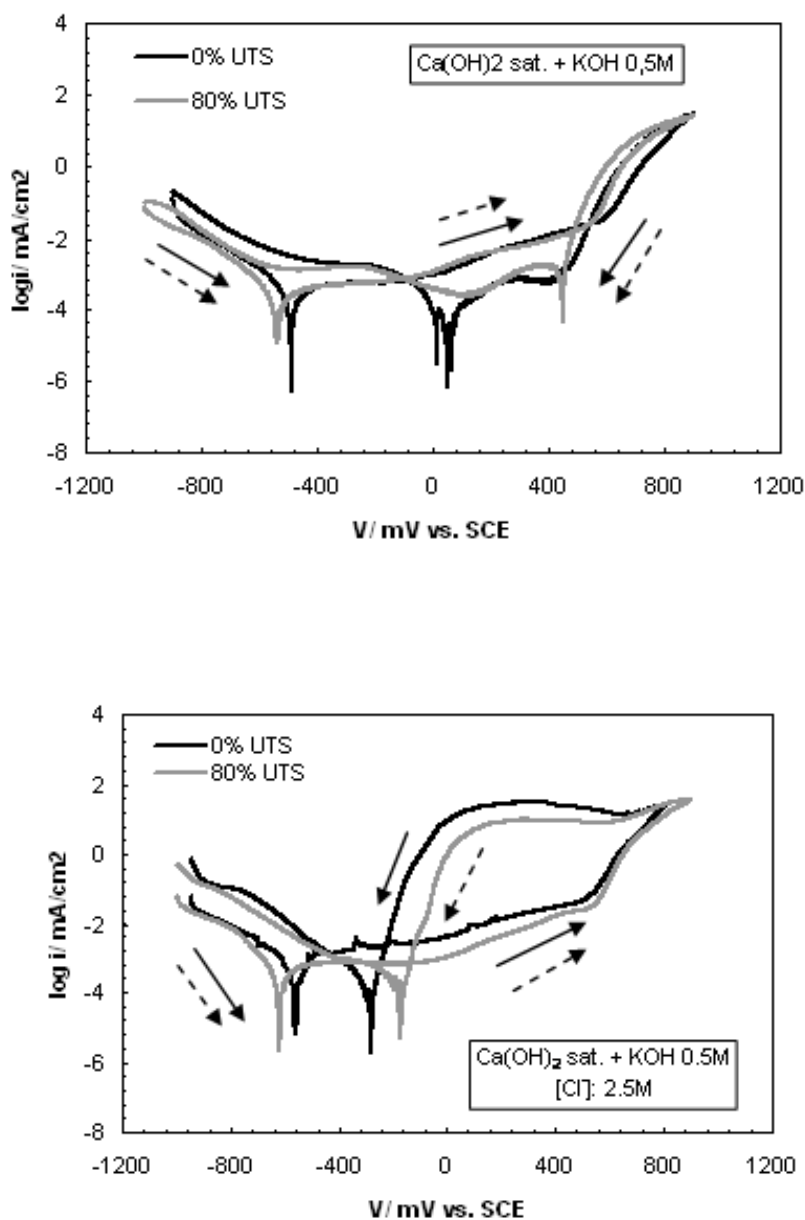 4
0% UTS
Ca(OH)2 sat. + KOH 0,5M
2
80% UTS
0
-2
-4
-6
-8
logi/ mA/cm2
-1200 -800 -400 0 400 800 1200
V/ mV vs. SCE
4
0% UTS
80% UTS
2
0
-2
-4
-6
-8
log i/ mA/cm2
Ca(OH)₂ sat. + KOH 0.5M
[Cl⁻]: 2.5M
-1200 -800 -400 0 400 800 1200
V/ mV vs. SCE